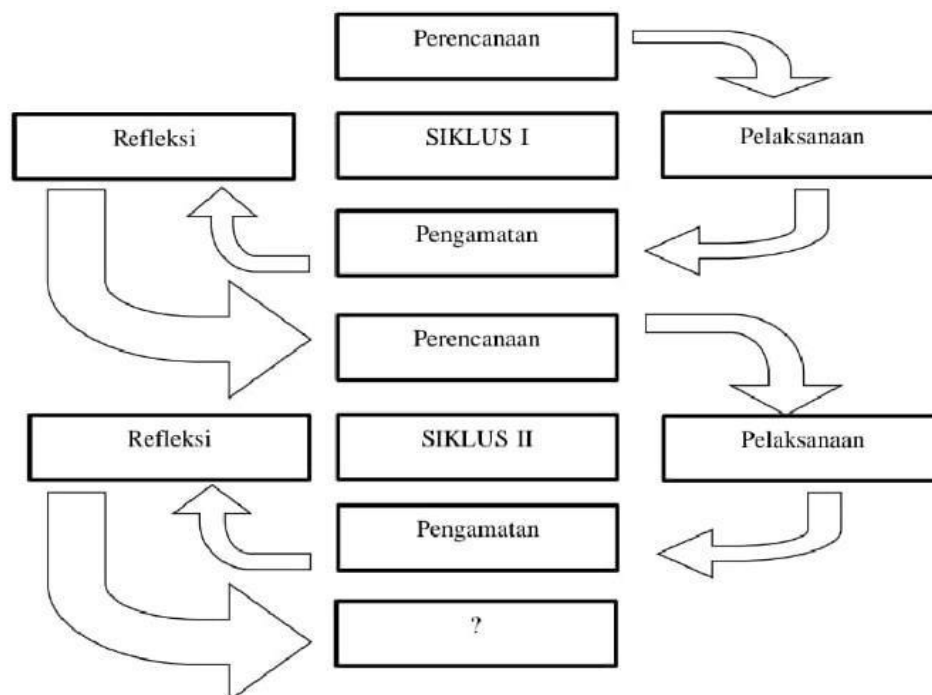 Perencanaan
Refleksi
SIKLUS I
Pelaksanaan
Pengamatan
Perencanaan
Refleksi
SIKLUS II
Pelaksanaan
Pengamatan
?